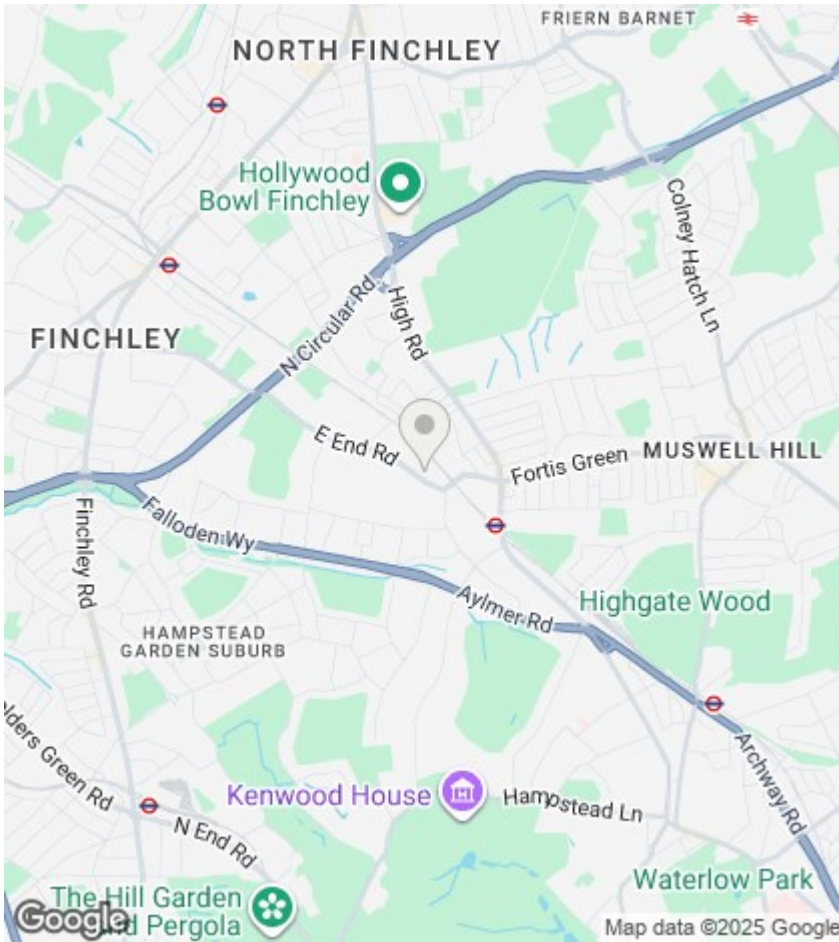 FRIERN BARNET
NORTH FINCHLEY
Hollywood
Bowl Finchley
Colney Hatch Ln
N Circular Rd
High Rd
FINCHLEY
E End Rd
Fortis Green
MUSWELL HILL
Falloden Wy
Finchley Rd
Aylmer Rd
Highgate Wood
HAMPSTEAD
GARDEN SUBURB
olders Green Rd
Kenwood House
Hampstead Ln
Archway Rd
N End Rd
Waterlow Park
The Hill Garden
and Pergola
Google
Map data ©2025 Google